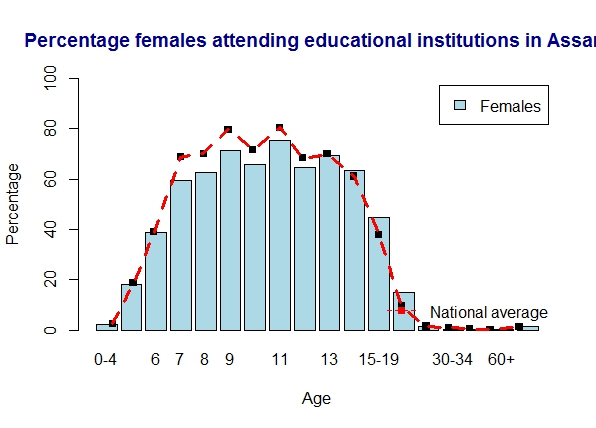 Percentage females attending educational institutions in Assa
Females
National average
Percentage
0
20
40
60
80
100
0-4 6 7 8 9 11 13 15-19 30-34 60+
Age